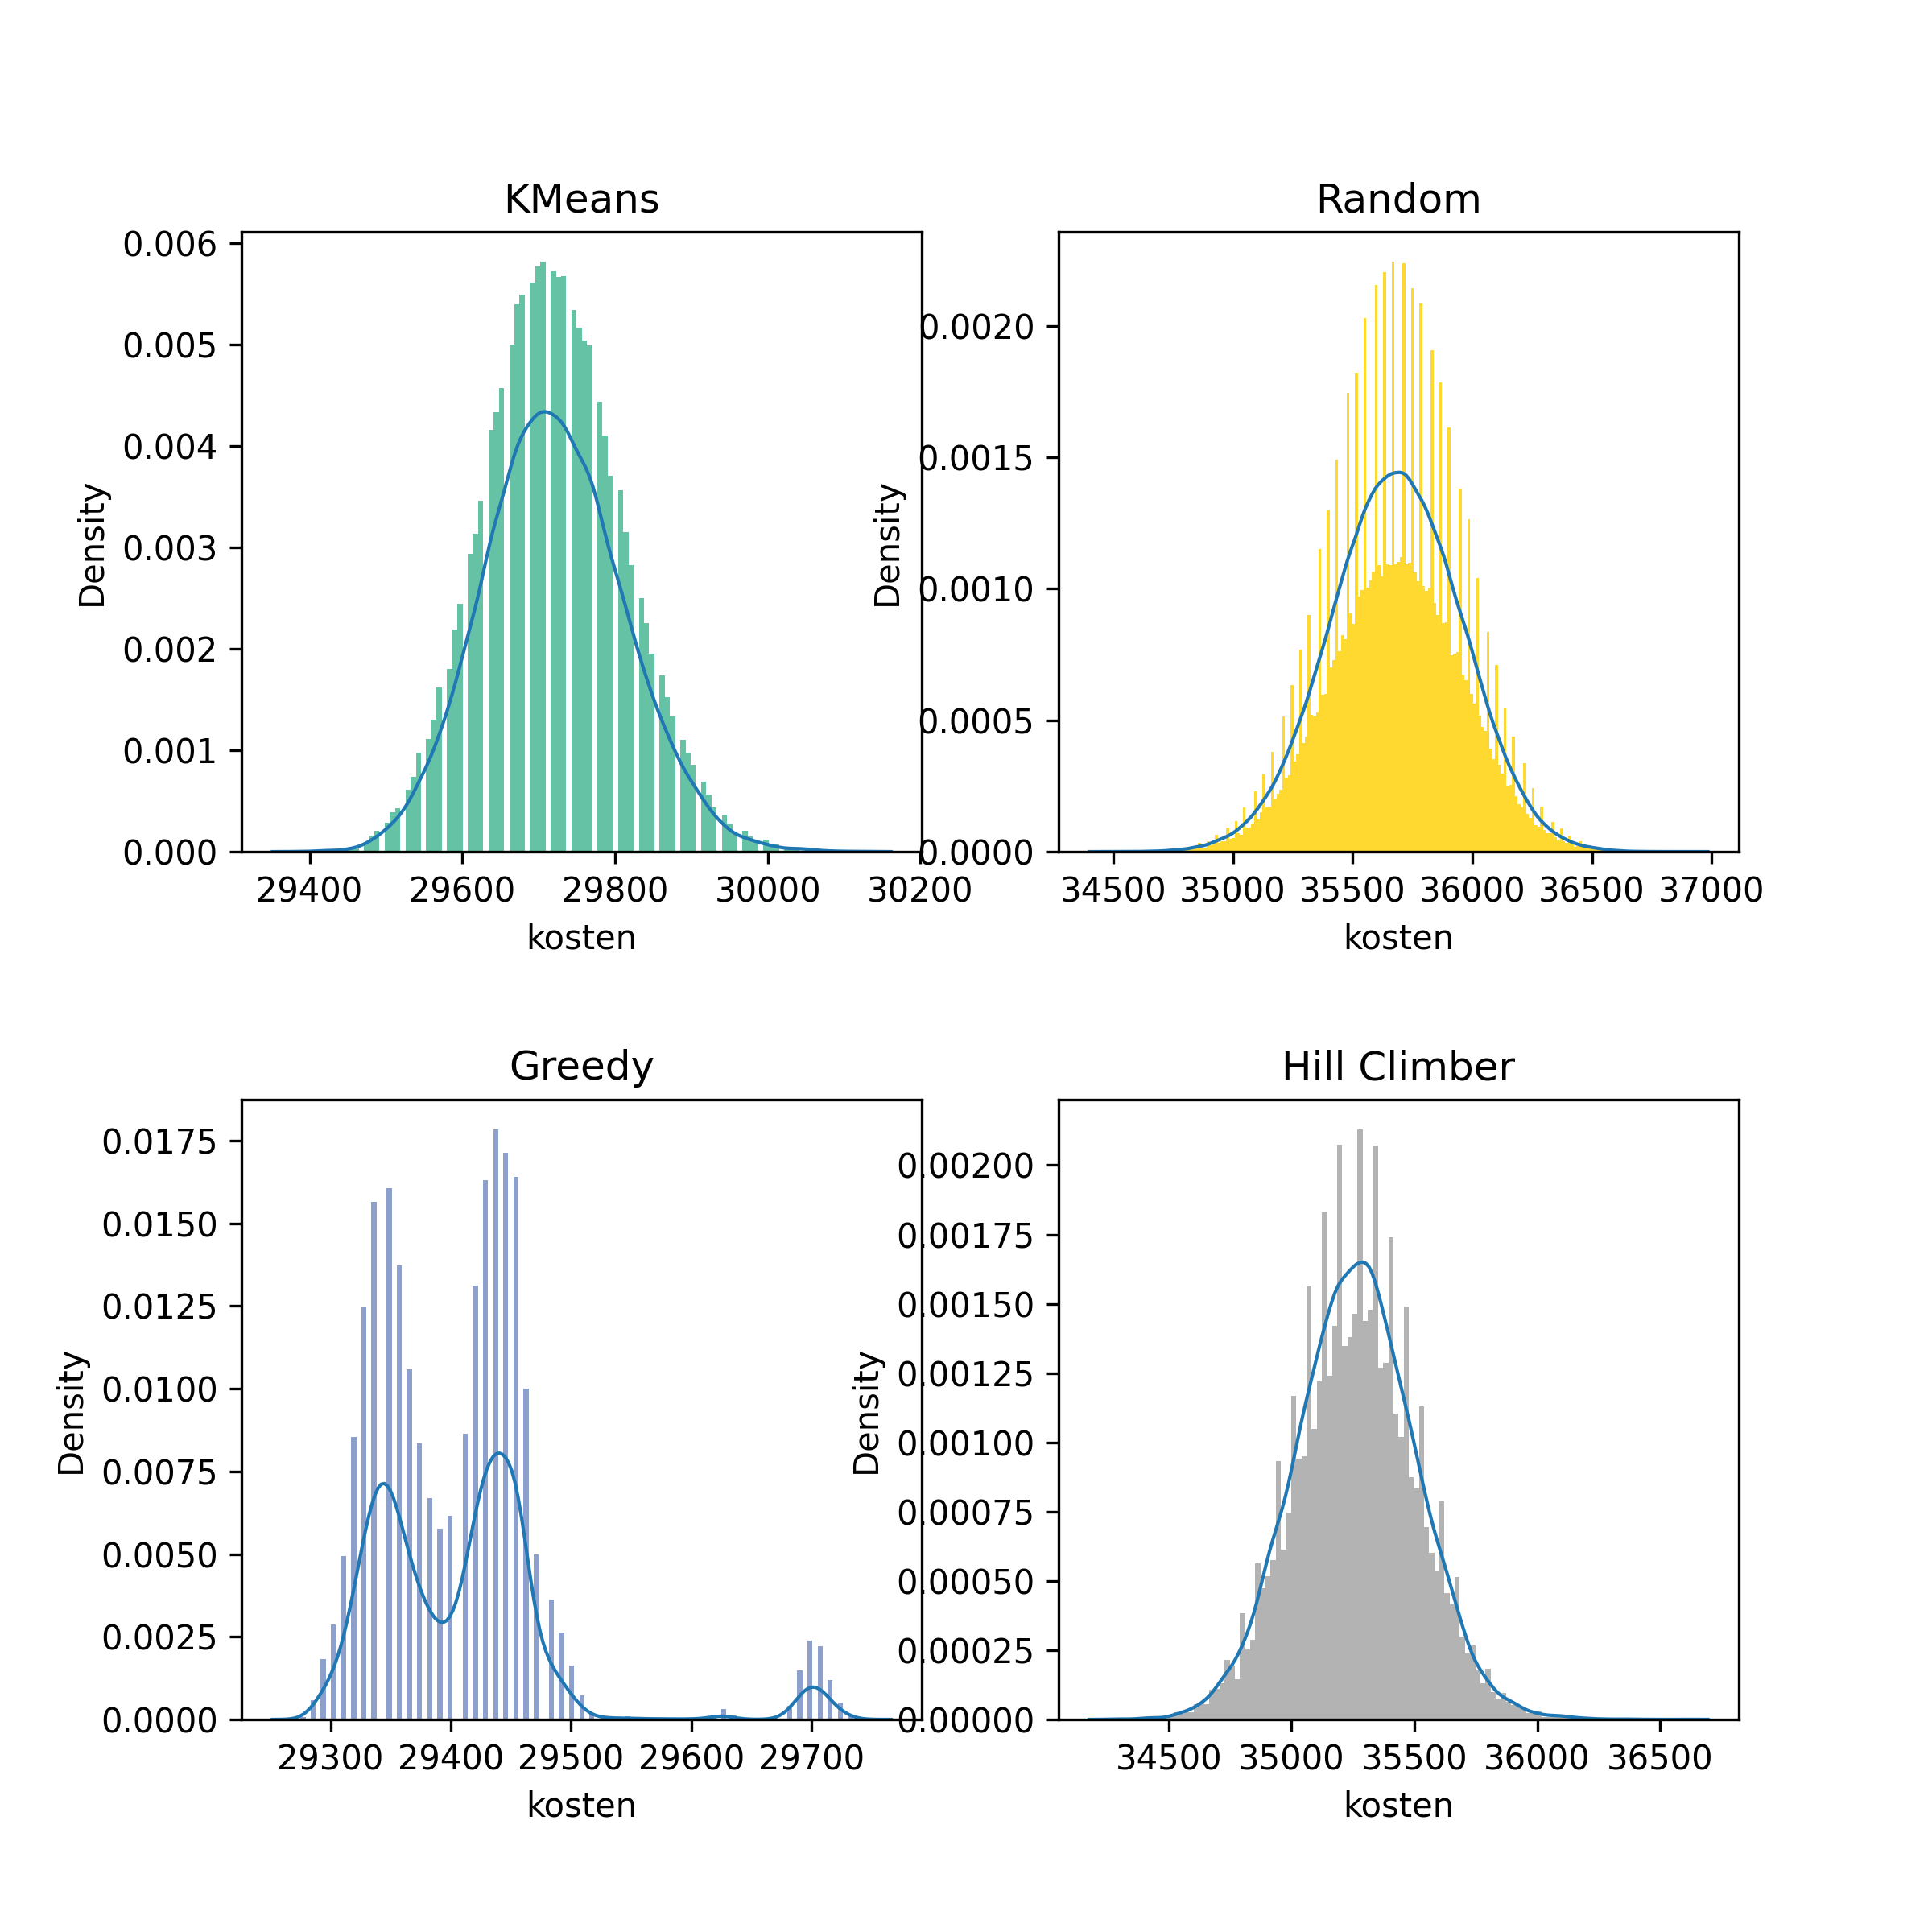 KMeans
0.006
0.005
0.004
0.003
0.002
0.001
0.000
Density
29400 29600 29800 30000 30200
kosten
Random
0.0020
0.0015
0.0010
0.0005
0.0000
Density
34500 35000 35500 36000 36500 37000
kosten
Greedy
0.0175
0.0150
0.0125
0.0100
0.0075
0.0050
0.0025
0.0000
Density
29300 29400 29500 29600 29700
kosten
Hill Climber
0.00200
0.00175
0.00150
0.00125
0.00100
0.00075
0.00050
0.00025
0.00000
Density
34500 35000 35500 36000 36500
kosten